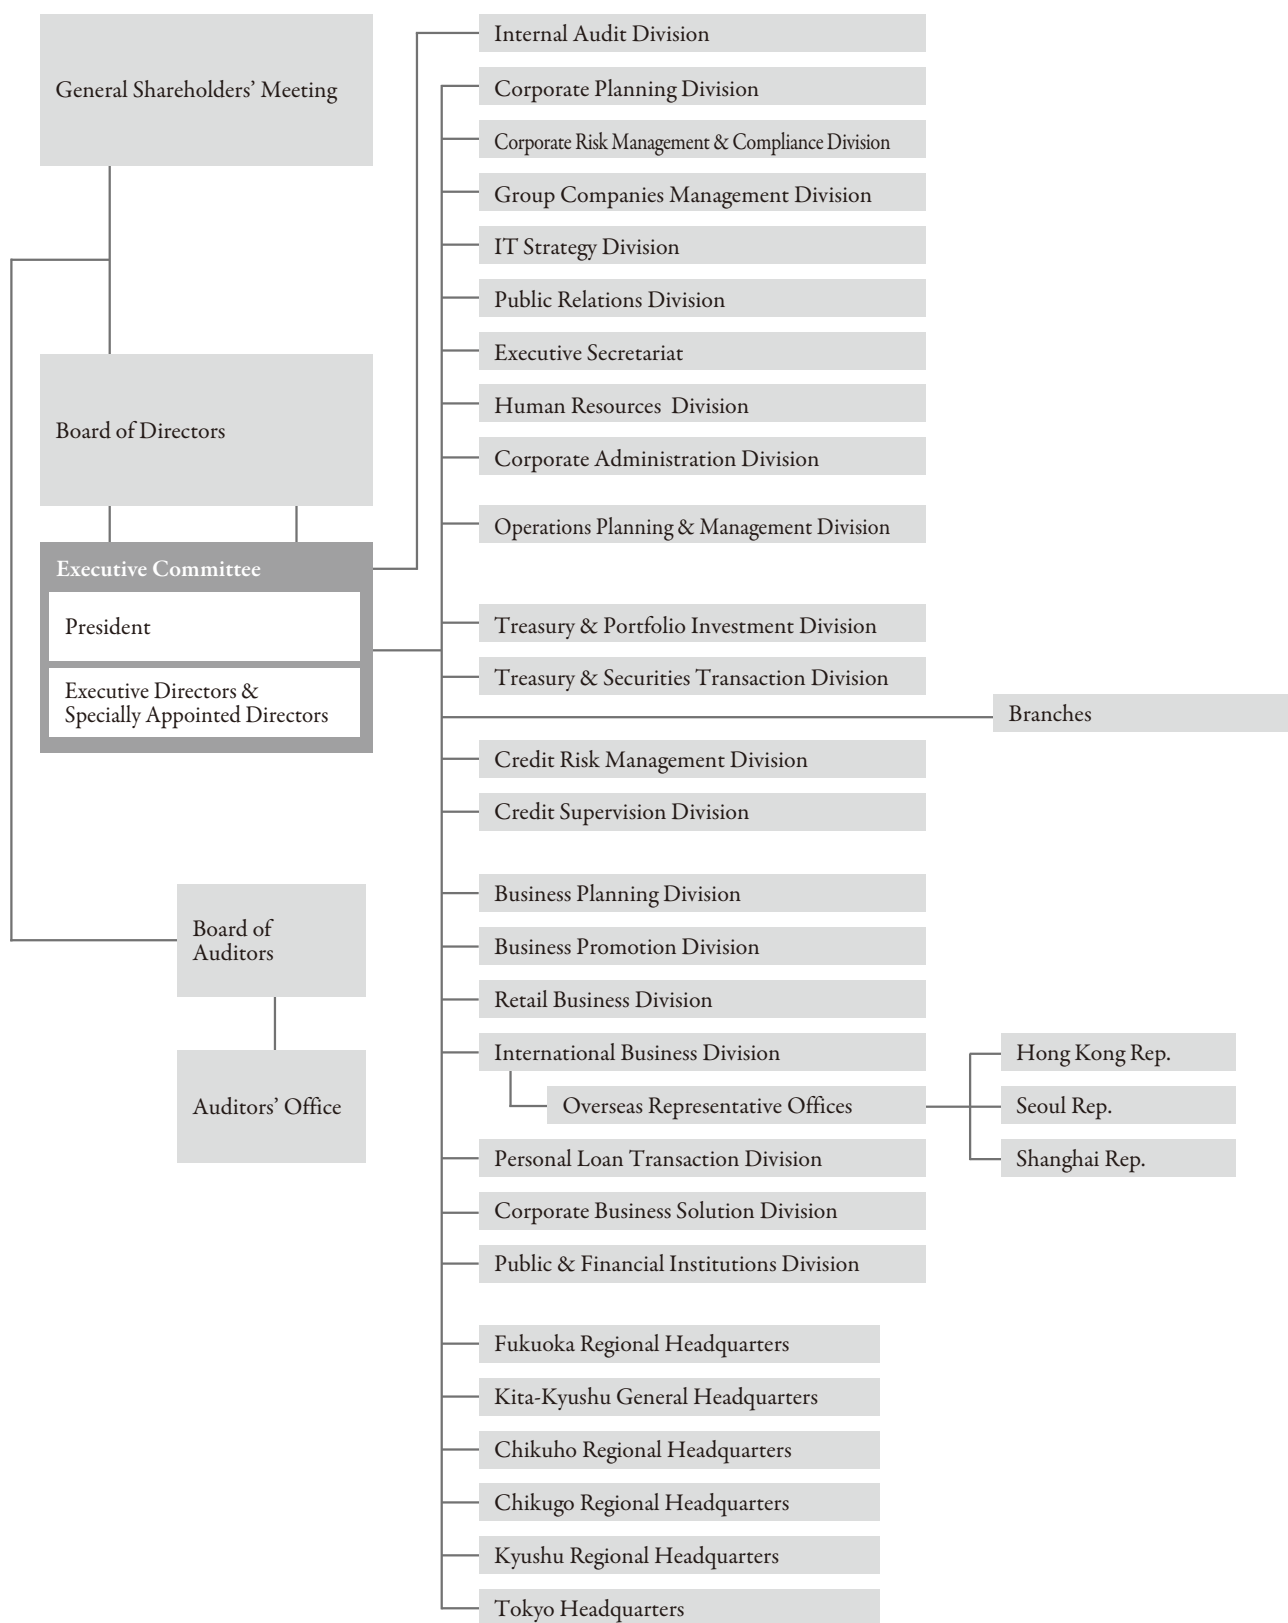 General Shareholders’ Meeting
Board of Directors
Executive Committee
President
Executive Directors &
Specially Appointed Directors
Board of
Auditors
Auditors’ Office
Internal Audit Division
Corporate Planning Division
Corporate Risk Management & Compliance Division
Group Companies Management Division
IT Strategy Division
Public Relations Division
Executive Secretariat
Human Resources Division
Corporate Administration Division
Operations Planning & Management Division
Treasury & Portfolio Investment Division
Treasury & Securities Transaction Division
Branches
Credit Risk Management Division
Credit Supervision Division
Business Planning Division
Business Promotion Division
Retail Business Division
International Business Division
Overseas Representative Offices
Hong Kong Rep.
Seoul Rep.
Shanghai Rep.
Personal Loan Transaction Division
Corporate Business Solution Division
Public & Financial Institutions Division
Fukuoka Regional Headquarters
Kita-Kyushu General Headquarters
Chikuho Regional Headquarters
Chikugo Regional Headquarters
Kyushu Regional Headquarters
Tokyo Headquarters